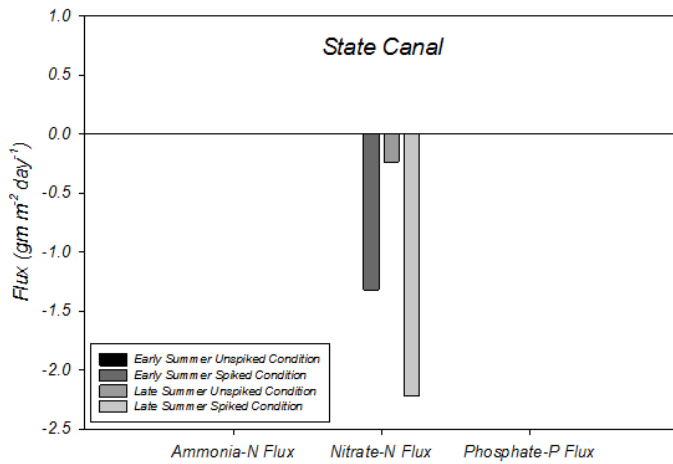 State Canal
Flux (gm m⁻² day⁻¹)
1.0
0.5
0.0
-0.5
-1.0
-1.5
-2.0
-2.5
Early Summer Unspiked Condition
Early Summer Spiked Condition
Late Summer Unspiked Condition
Late Summer Spiked Condition
Ammonia-N Flux Nitrate-N Flux Phosphate-P Flux